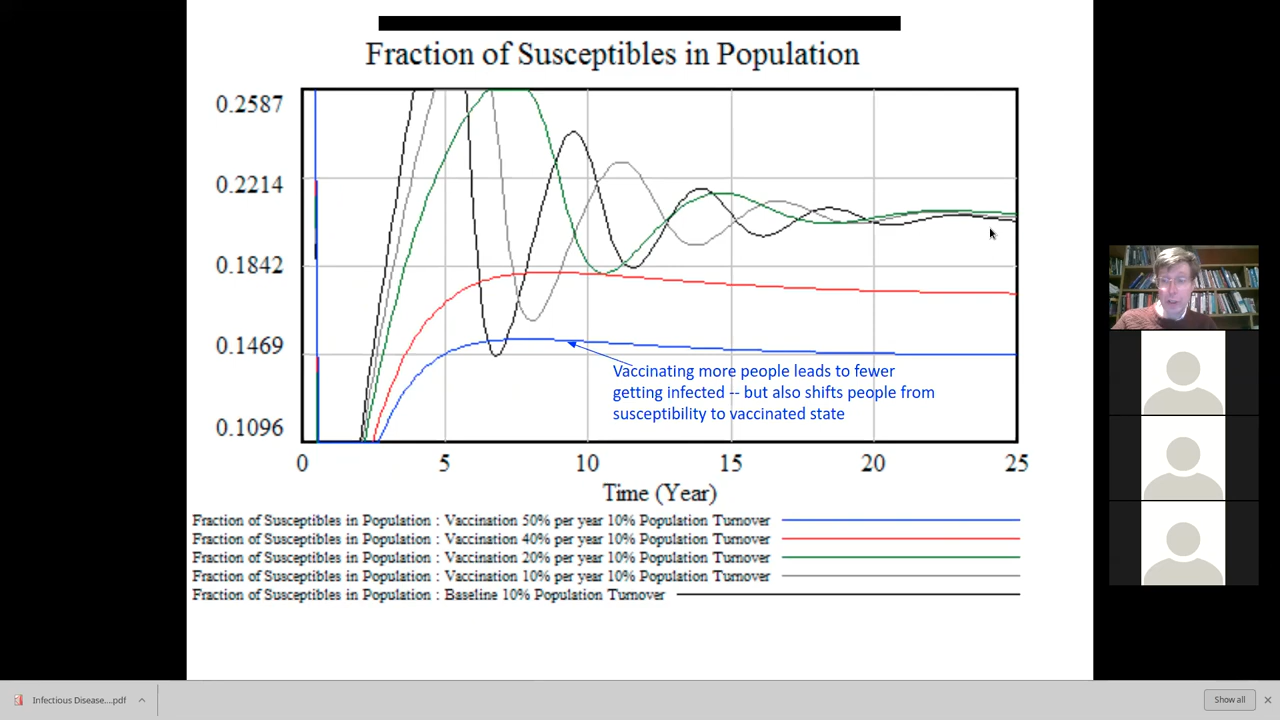 Fraction of Susceptibles in Population
0.2587
0.2214
0.1842
0.1469
0.1096
Vaccinating more people leads to fewer
getting infected -- but also shifts people from
susceptibility to vaccinated state
0 5 10 15 20 25
Time (Year)
Fraction of Susceptibles in Population : Vaccination 50% per year 10% Population Turnover
Fraction of Susceptibles in Population : Vaccination 40% per year 10% Population Turnover
Fraction of Susceptibles in Population : Vaccination 20% per year 10% Population Turnover
Fraction of Susceptibles in Population : Vaccination 10% per year 10% Population Turnover
Fraction of Susceptibles in Population : Baseline 10% Population Turnover
Infectious Disease....pdf
Show all